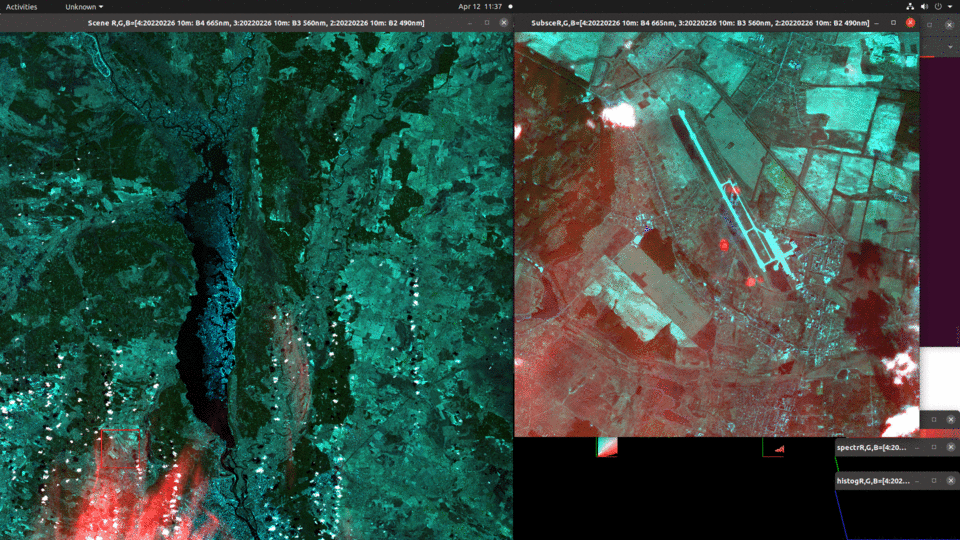 Activities
Unknown
Apr 12 11:37
Scene R,G,B=[4:20220226 10m: B4 665nm, 3:20220226 10m: B3 560nm, 2:20220226 10m: B2 490nm]
SubsceR,G,B=[4:20220226 10m: B4 665nm, 3:20220226 10m: B3 560nm, 2:20220226 10m: B2 490nm]
spectrR,G,B=[4:20...
histogR,G,B=[4:202...